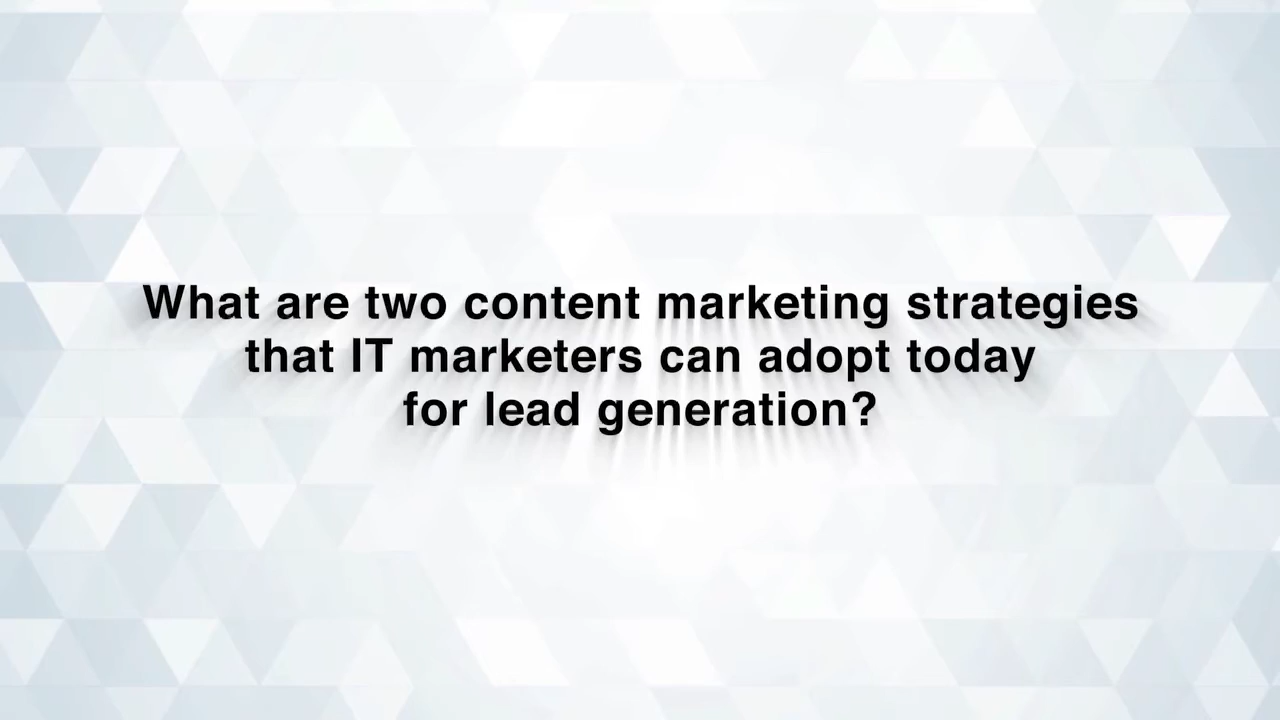 What are two content marketing strategies
that IT marketers can adopt today
for lead generation?